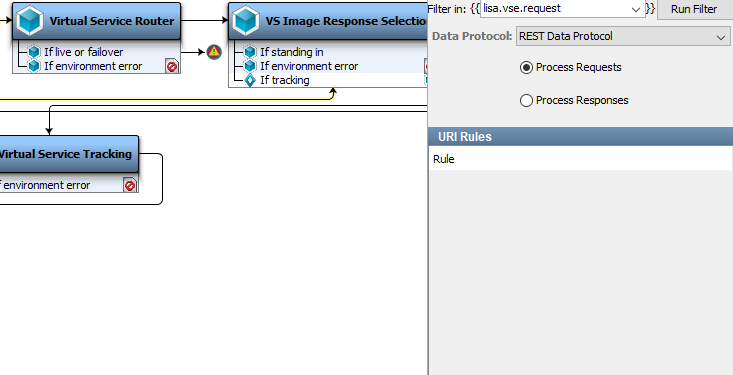 Virtual Service Router
If live or failover
If environment error
VS Image Response Selection
If standing in
If environment error
If tracking
Virtual Service Tracking
f environment error
Filter in: {{ lisa.vse.request }}
Run Filter
Data Protocol: REST Data Protocol
Process Requests
Process Responses
URI Rules
Rule